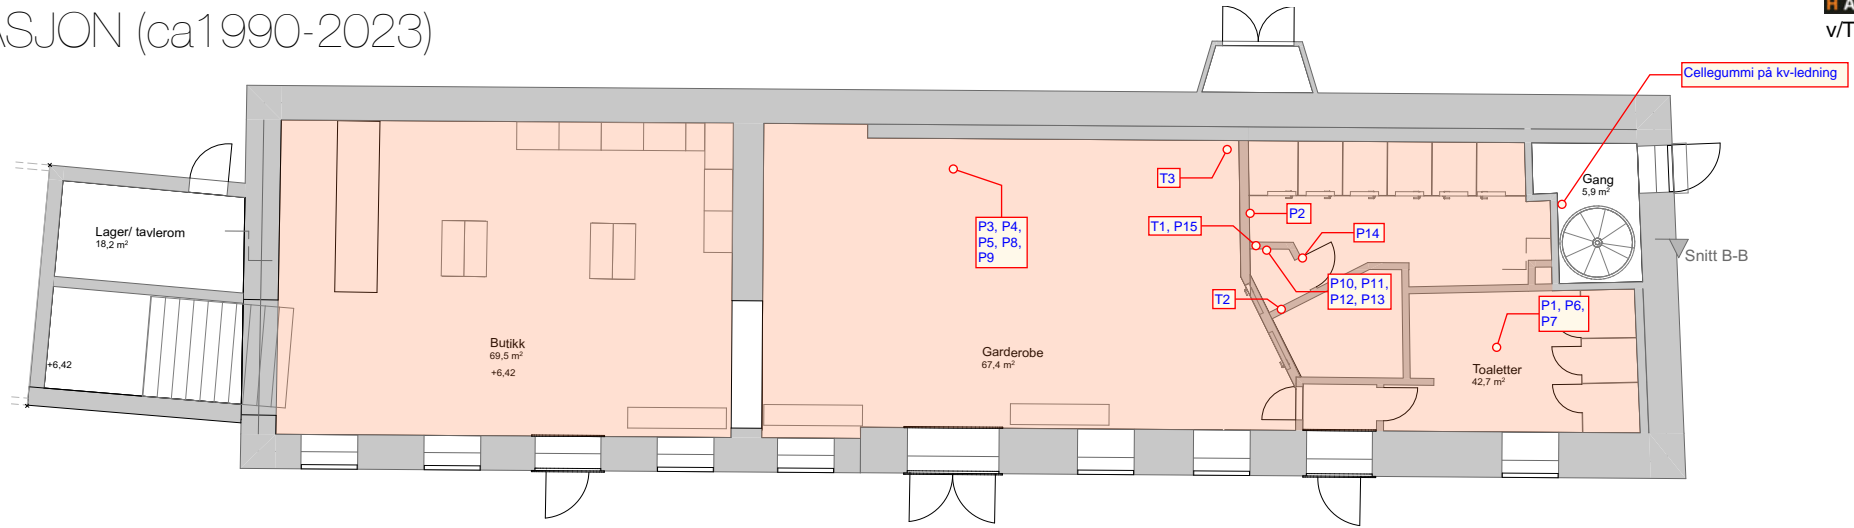 ASJON (ca1990-2023)
H A
v/T
Cellegummi på kv-ledning
T3
Gang
5,9 m²
P2
P3, P4,
P5, P8,
P9
T1, P15
P14
Lager/ tavlerom
18,2 m²
Snitt B-B
P10, P11,
P12, P13
T2
P1, P6,
P7
Butikk
69,5 m²
+6,42
Garderobe
67,4 m²
+6,42
Toaletter
42,7 m²